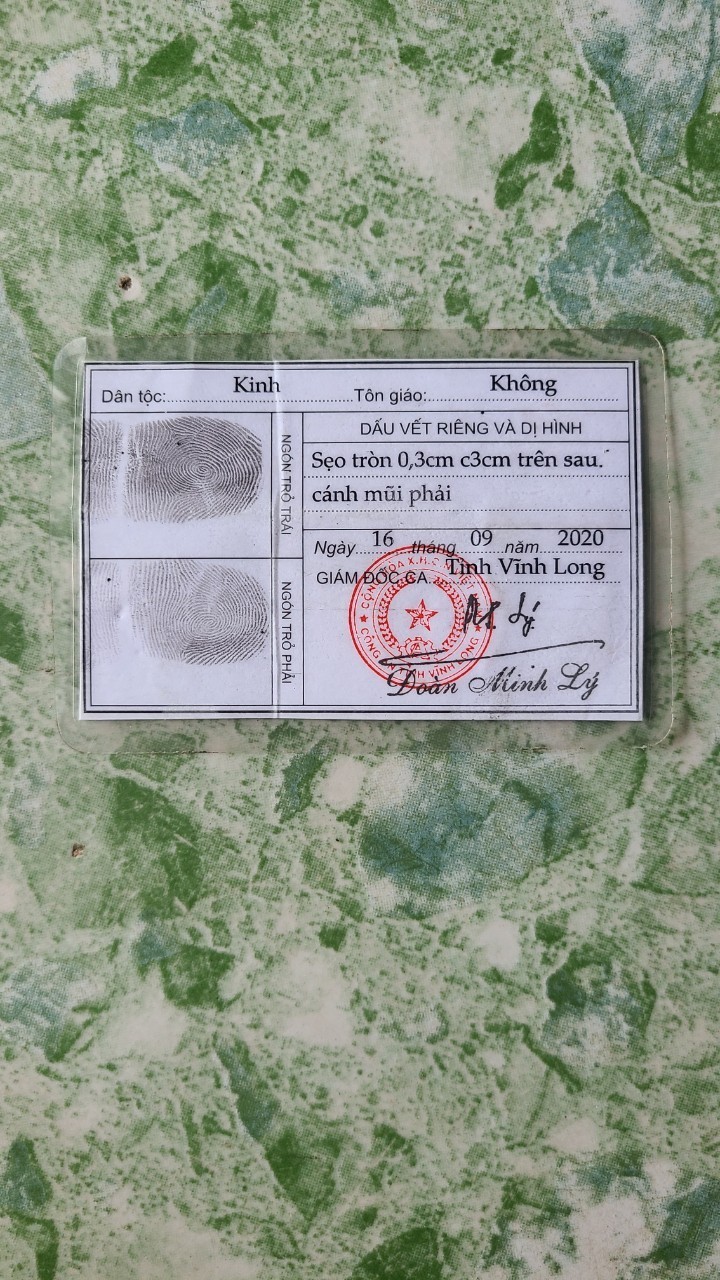 Dân tộc: Kinh Tôn giáo: Không
NGÓN TRỎ TRÁI
DẤU VẾT RIÊNG VÀ DỊ HÌNH
Sẹo tròn 0,3cm c3cm trên sau.
cánh mũi phải
NGÓN TRỎ PHẢI
Ngày 16 tháng 09 năm 2020
GIÁM ĐỐC CA Tỉnh Vĩnh Long
Đoàn Minh Lý